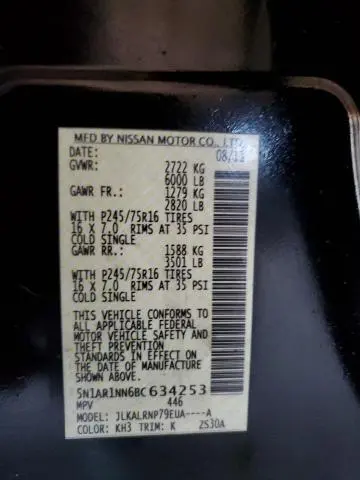 MFD BY NISSAN MOTOR CO., LTD.
DATE: 08/11
GVWR: 2722 KG
6000 LB
GAWR FR.: 1279 KG
2820 LB
WITH P245/75R16 TIRES
16 X 7.0 RIMS AT 35 PSI
COLD SINGLE
GAWR RR.: 1588 KG
3501 LB
WITH P245/75R16 TIRES
16 X 7.0 RIMS AT 35 PSI
COLD SINGLE
THIS VEHICLE CONFORMS TO
ALL APPLICABLE FEDERAL
MOTOR VEHICLE SAFETY
AND THEFT PREVENTION
STANDARDS IN EFFECT ON
THE DATE OF MANUFACTURE
SHOWN ABOVE.
5N1AR1NN6BC634253
MPV 446
MODEL: JLKALRNP79EUA----A
COLOR: KH3 TRIM: K ZS30A